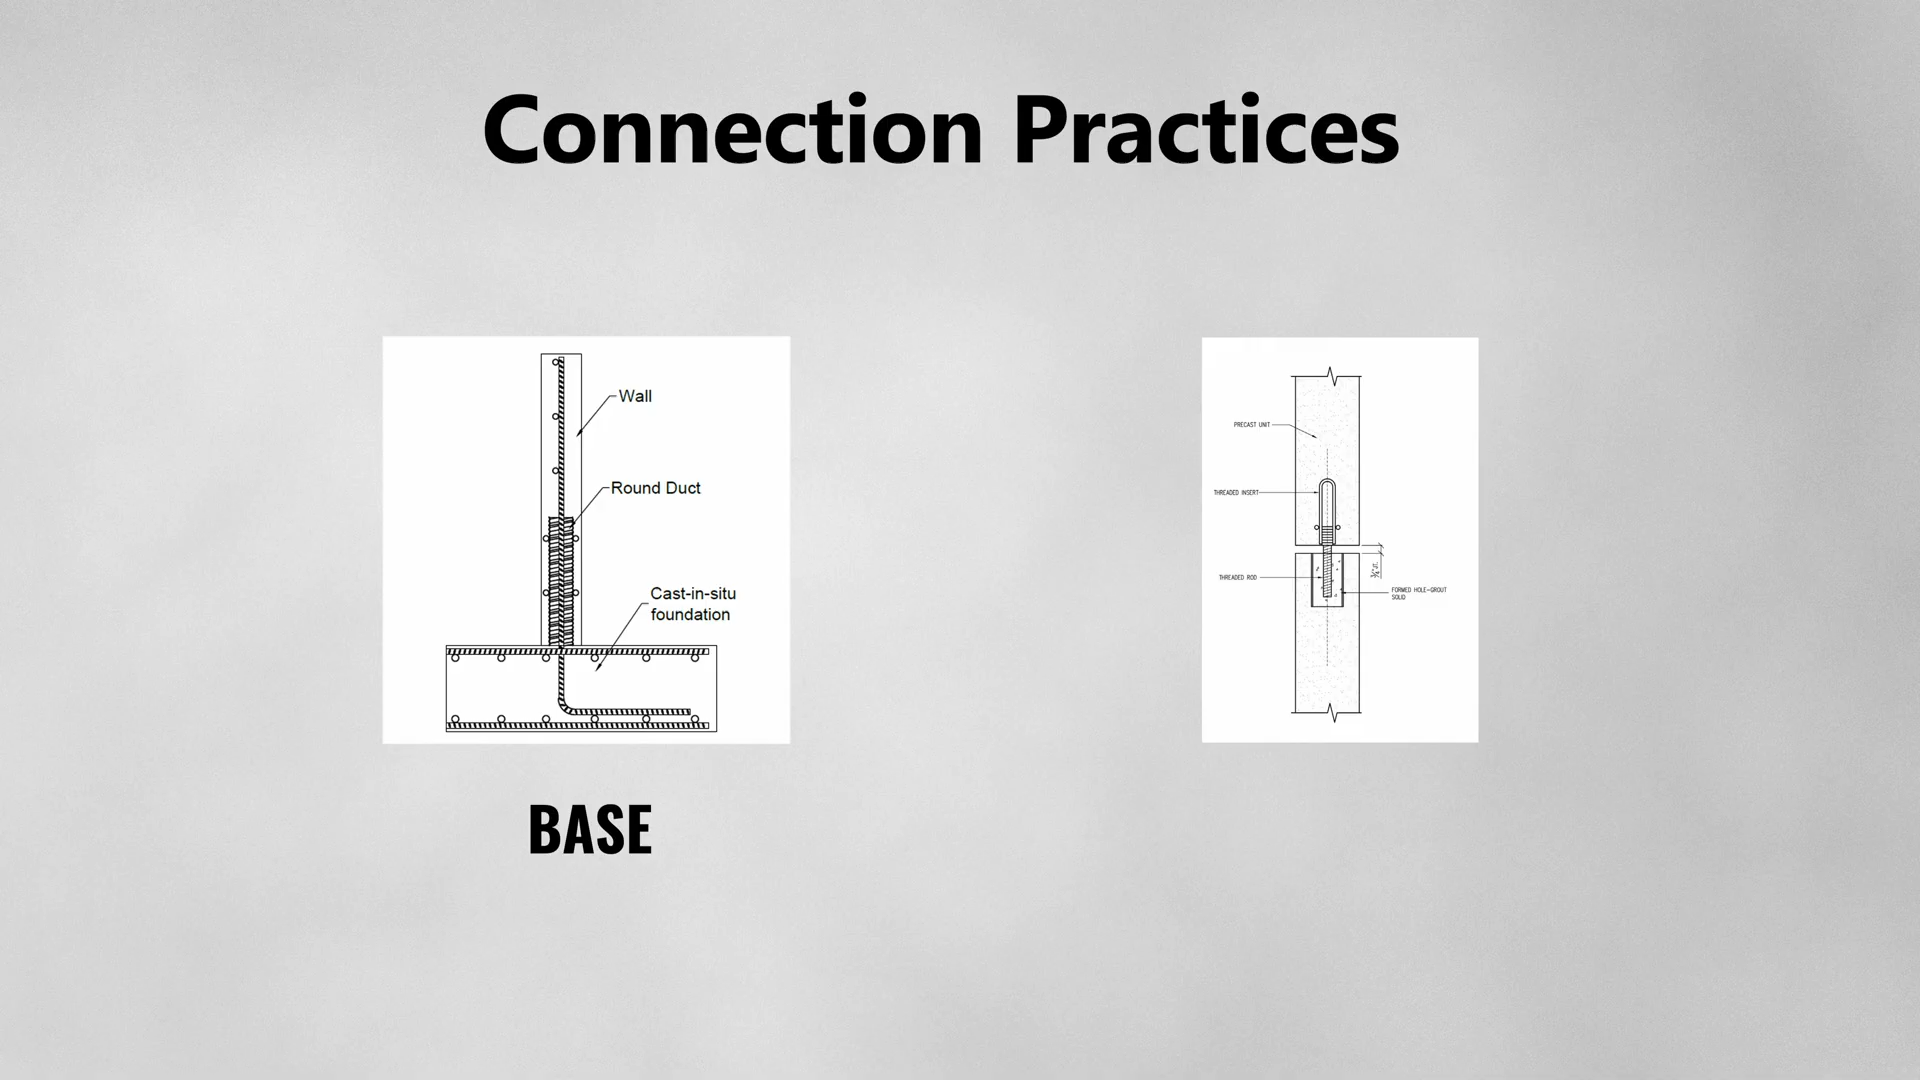 Connection Practices
Wall
Round Duct
Cast-in-situ
foundation
BASE
PRECAST UNIT
THREADED INSERT
THREADED ROD
FORMED HOLE-GROUT
SOLID